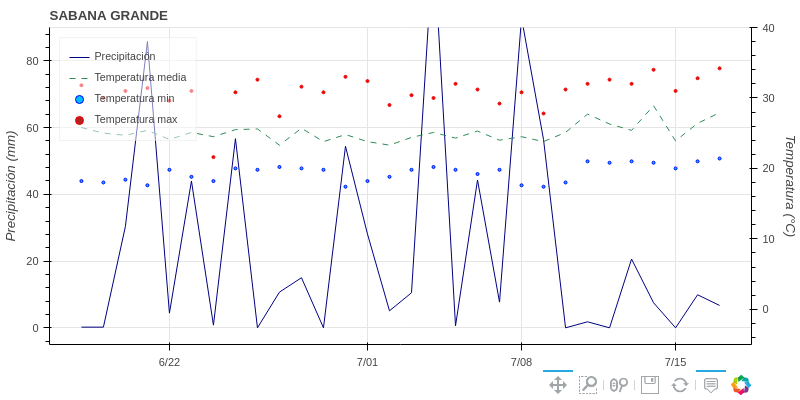 SABANA GRANDE
Precipitación
Temperatura media
Temperatura min
Temperatura max
Precipitación (mm)
80
60
40
20
0
Temperatura (°C)
40
30
20
10
0
6/22
7/01
7/08
7/15